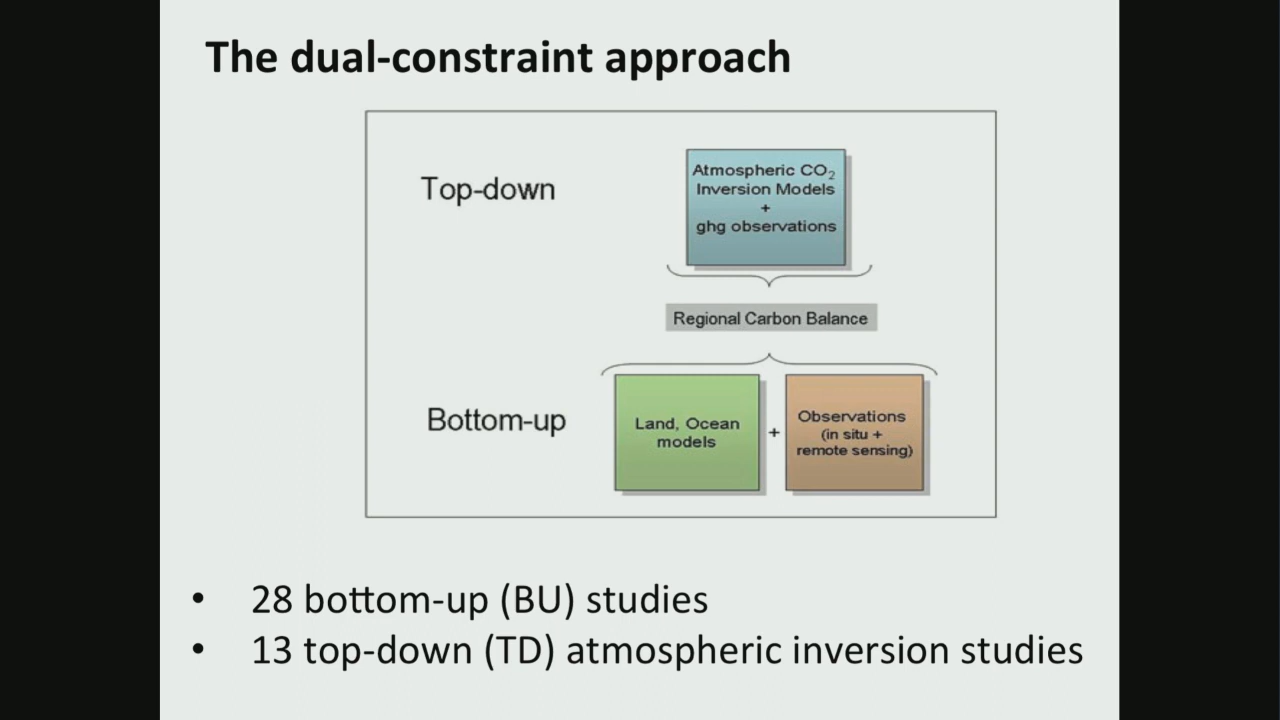 The dual-constraint approach
Top-down
Atmospheric CO₂
Inversion Models
+
ghg observations
Regional Carbon Balance
Bottom-up
Land, Ocean
models
+
Observations
(in situ +
remote sensing)
• 28 bottom-up (BU) studies
• 13 top-down (TD) atmospheric inversion studies